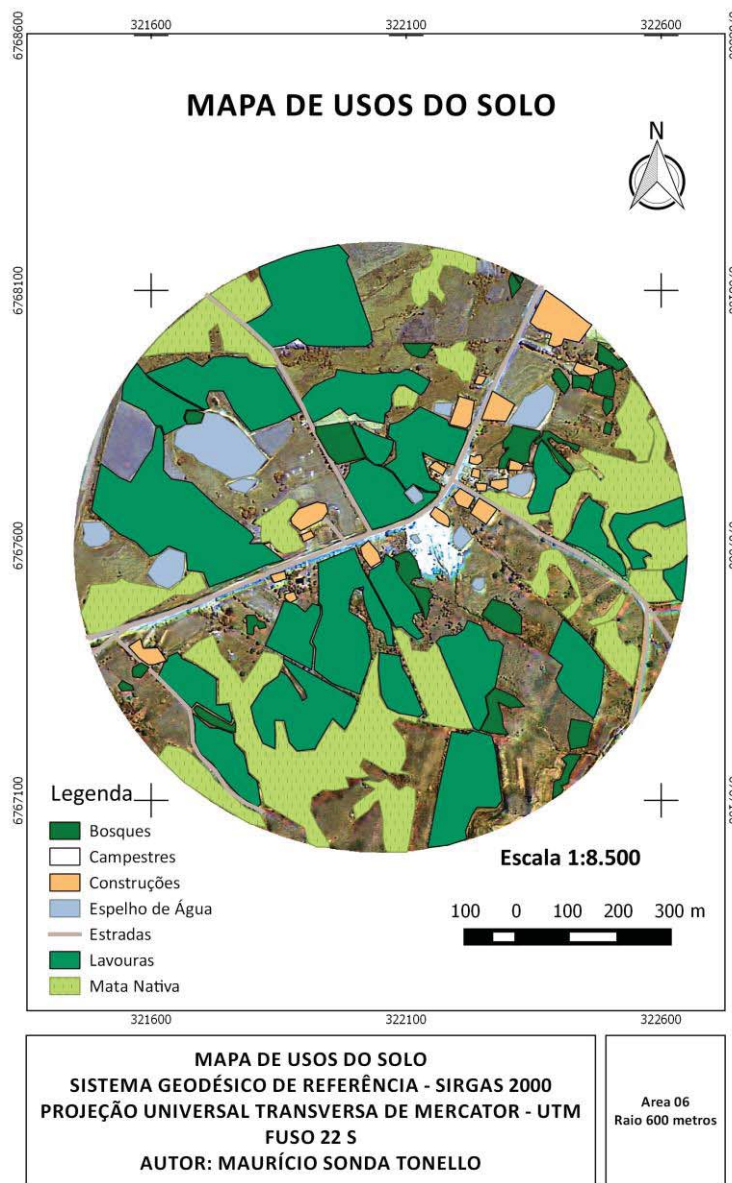 321600 322100 322600
6768600
MAPA DE USOS DO SOLO
N
6768100
6767600
6767100
Legenda
Bosques
Campestres
Construções
Espelho de Água
Estradas
Lavouras
Mata Nativa
Escala 1:8.500
100 0 100 200 300 m
321600 322100 322600
MAPA DE USOS DO SOLO
SISTEMA GEODÉSICO DE REFERÊNCIA - SIRGAS 2000
PROJEÇÃO UNIVERSAL TRANSVERSA DE MERCATOR - UTM
FUSO 22 S
AUTOR: MAURÍCIO SONDA TONELLO
Area 06
Raio 600 metros